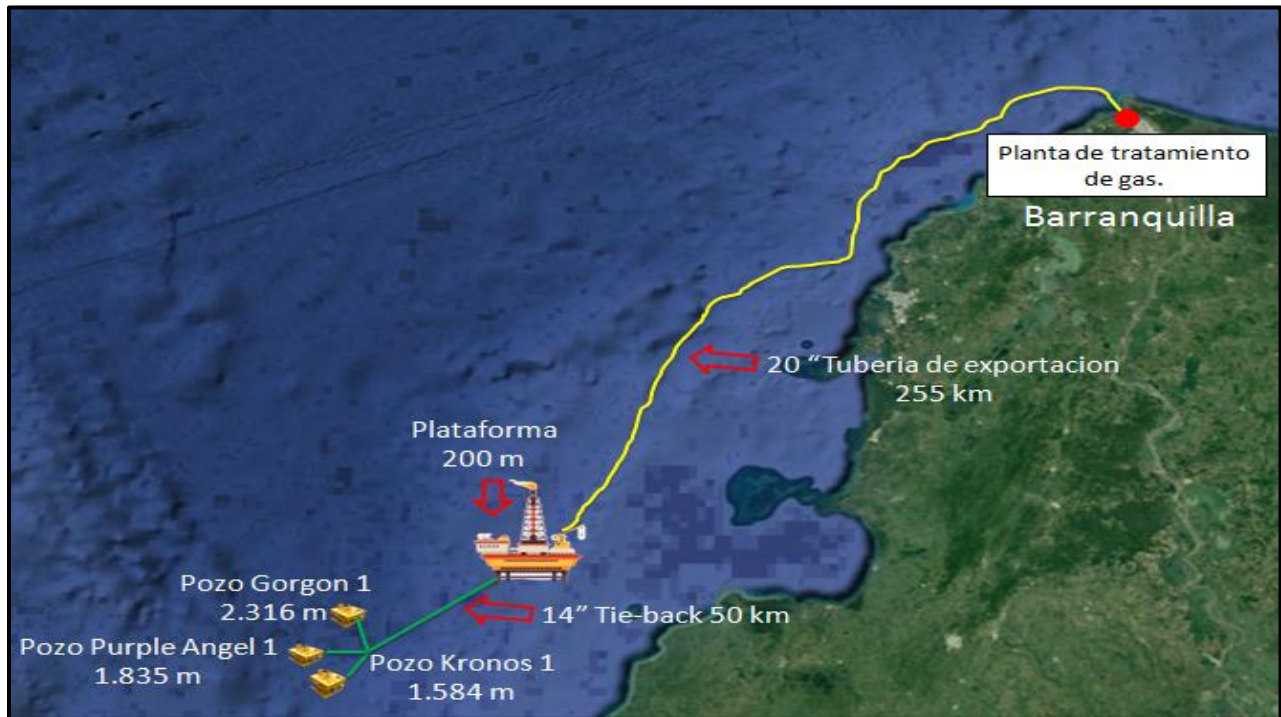 Planta de tratamiento
de gas.
Barranquilla
20 “Tuberia de exportacion
255 km
Plataforma
200 m
Pozo Gorgon 1
2.316 m
14” Tie-back 50 km
Pozo Purple Angel 1
1.835 m
Pozo Kronos 1
1.584 m